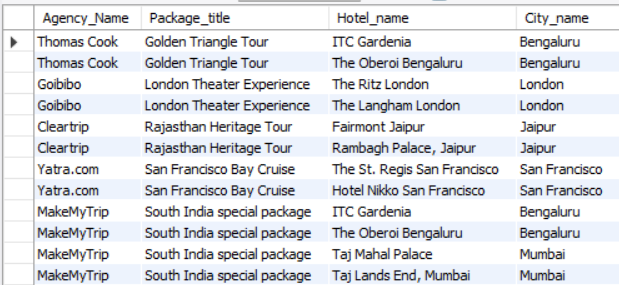 Agency_Name Package_title Hotel_name City_name
Thomas Cook Golden Triangle Tour ITC Gardenia Bengaluru
Thomas Cook Golden Triangle Tour The Oberoi Bengaluru Bengaluru
Goibibo London Theater Experience The Ritz London London
Goibibo London Theater Experience The Langham London London
Cleartrip Rajasthan Heritage Tour Fairmont Jaipur Jaipur
Cleartrip Rajasthan Heritage Tour Rambagh Palace, Jaipur Jaipur
Yatra.com San Francisco Bay Cruise The St. Regis San Francisco San Francisco
Yatra.com San Francisco Bay Cruise Hotel Nikko San Francisco San Francisco
MakeMyTrip South India special package ITC Gardenia Bengaluru
MakeMyTrip South India special package The Oberoi Bengaluru Bengaluru
MakeMyTrip South India special package Taj Mahal Palace Mumbai
MakeMyTrip South India special package Taj Lands End, Mumbai Mumbai